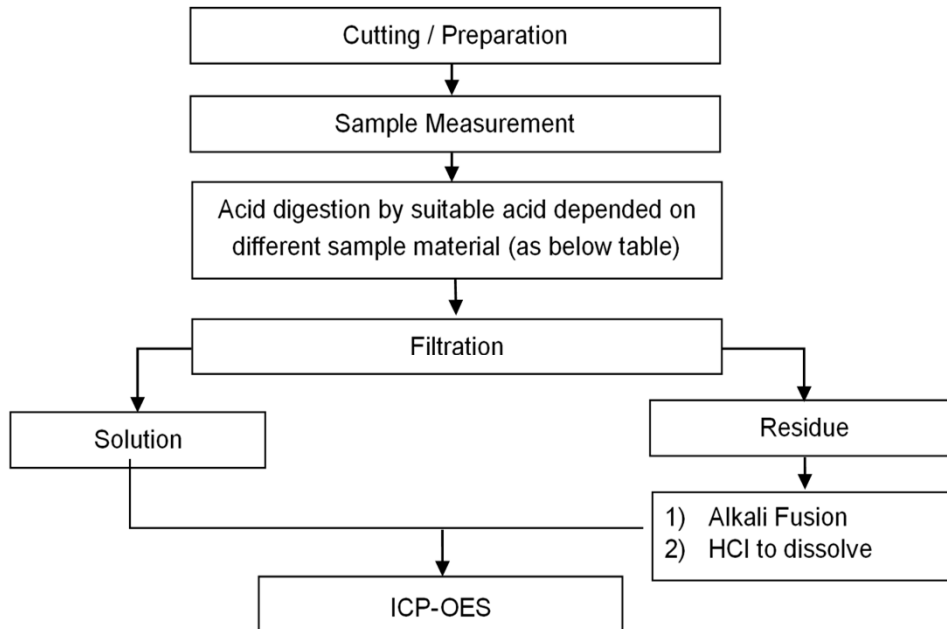 Cutting / Preparation
Sample Measurement
Acid digestion by suitable acid depended on
different sample material (as below table)
Filtration
Solution
Residue
1) Alkali Fusion
2) HCl to dissolve
ICP-OES